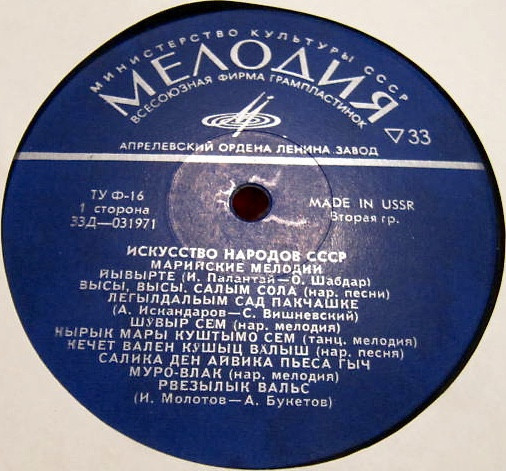 МИНИСТЕРСТВО КУЛЬТУРЫ СССР
МЕЛОДИЯ
ВСЕСОЮЗНАЯ ФИРМА ГРАМПЛАСТИНОК
▽33
АПРЕЛЕВСКИЙ ОРДЕНА ЛЕНИНА ЗАВОД
ТУ Ф-16
1 сторона
33Д—031971
MADE IN USSR
Вторая гр.
ИСКУССТВО НАРОДОВ СССР
МАРИЙСКИЕ МЕЛОДИИ
ЙЫВЫРТЕ (И. Палантай—О. Шабдар)
ВЫСЫ, ВЫСЫ. САЛЫМ СОЛА (нар. песни)
ЛЕГЫЛДАЛЬЫМ САД ПАКЧАШКЕ
(А. Искандаров—С. Вишневский)
ШӰВЫР СЕМ (нар. мелодия)
КЫРЫК МАРЫ КУШТЫМО СЕМ (танц. мелодия)
КЕЧЕТ ВАЛЕН КУШЫЦ ВАЛЫШ (нар. песня)
САЛИКА ДЕН АЙВИКА ПЬЕСА ГЫЧ
МУРО-ВЛАК (нар. мелодия)
РВЕЗЫЛЫК ВАЛЬС
(И. Молотов—А. Букетов)